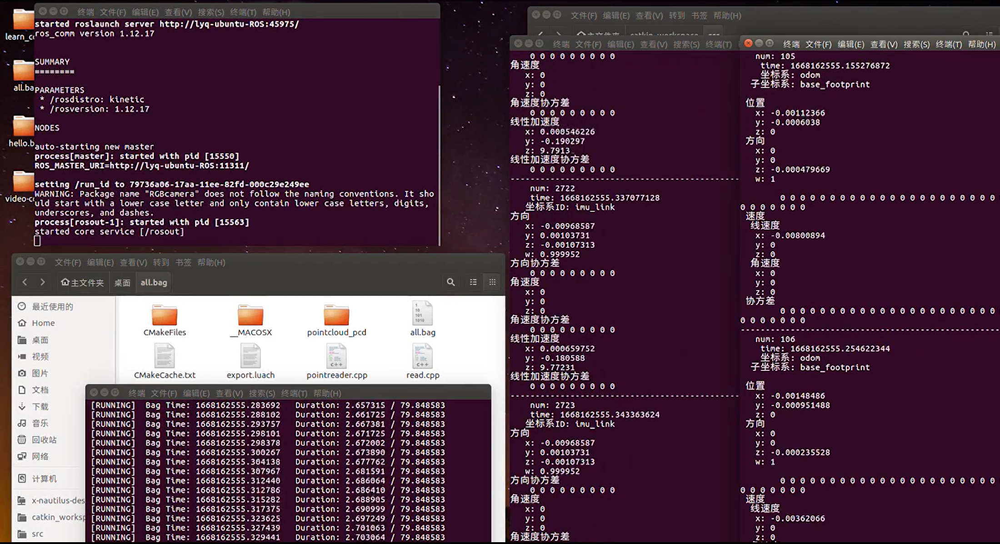 learn_co
all.ba
hello.b
video-co
终端 文件(F) 编辑(E) 查看(V) 搜索(S) 终端(T) 帮助(H)
started roslaunch server http://lyq-ubuntu-ROS:45975/
ros_comm version 1.12.17
SUMMARY
========
PARAMETERS
* /rosdistro: kinetic
* /rosversion: 1.12.17
NODES
auto-starting new master
process[master]: started with pid [15550]
ROS_MASTER_URI=http://lyq-ubuntu-ROS:11311/
setting /run_id to 79736a06-17aa-11ee-82fd-000c29e249ee
WARNING: Package name "RGBcamera" does not follow the naming conventions. It sho
uld start with a lower case letter and only contain lower case letters, digits,
underscores, and dashes.
process[rosout-1]: started with pid [15563]
started core service [/rosout]
文件(F) 编辑(E) 查看(V) 转到 书签 帮助(H)
主文件夹 桌面 all.bag
最近使用的
Home
桌面
视频
图片
文档
下载
音乐
回收站
网络
计算机
x-nautilus-des
catkin_worksp
src
CMakeFiles __MACOSX pointcloud_pcd all.bag
CMakeCache.txt export.luach pointreader.cpp read.cpp
终端 文件(F) 编辑(E) 查看(V) 搜索(S) 终端(T) 帮助(H)
[RUNNING] Bag Time: 1668162555.283692 Duration: 2.657315 / 79.848583
[RUNNING] Bag Time: 1668162555.288102 Duration: 2.661725 / 79.848583
[RUNNING] Bag Time: 1668162555.293757 Duration: 2.667381 / 79.848583
[RUNNING] Bag Time: 1668162555.298101 Duration: 2.671725 / 79.848583
[RUNNING] Bag Time: 1668162555.298378 Duration: 2.672002 / 79.848583
[RUNNING] Bag Time: 1668162555.300267 Duration: 2.673890 / 79.848583
[RUNNING] Bag Time: 1668162555.304138 Duration: 2.677762 / 79.848583
[RUNNING] Bag Time: 1668162555.307967 Duration: 2.681591 / 79.848583
[RUNNING] Bag Time: 1668162555.312440 Duration: 2.686064 / 79.848583
[RUNNING] Bag Time: 1668162555.312786 Duration: 2.686410 / 79.848583
[RUNNING] Bag Time: 1668162555.315282 Duration: 2.688905 / 79.848583
[RUNNING] Bag Time: 1668162555.317375 Duration: 2.690999 / 79.848583
[RUNNING] Bag Time: 1668162555.323625 Duration: 2.697249 / 79.848583
[RUNNING] Bag Time: 1668162555.327439 Duration: 2.701063 / 79.848583
[RUNNING] Bag Time: 1668162555.329441 Duration: 2.703064 / 79.848583
文件(F) 编辑(E) 查看(V) 转到 书签 帮助(H)
主文件夹 catkin_workspace src
终端 文件(F) 编辑(E) 查看(V) 搜索(S) 终端(T)
0 0 0 0 0 0 0 0 0
角速度
x: 0
y: 0
z: 0
角速度协方差
0 0 0 0 0 0 0 0 0
线性加速度
x: 0.000546226
y: -0.190297
z: 9.7913
线性加速度协方差
0 0 0 0 0 0 0 0 0
----------------------------------------------
num: 2722
time: 1668162555.337077128
坐标系ID: imu_link
方向
x: -0.00968587
y: 0.00103731
z: -0.00107313
w: 0.999952
方向协方差
0 0 0 0 0 0 0 0 0
角速度
x: 0
y: 0
z: 0
角速度协方差
0 0 0 0 0 0 0 0 0
线性加速度
x: 0.000659752
y: -0.180588
z: 9.77231
线性加速度协方差
0 0 0 0 0 0 0 0 0
----------------------------------------------
num: 2723
time: 1668162555.343363624
坐标系ID: imu_link
方向
x: -0.00968587
y: 0.00103731
z: -0.00107313
w: 0.999952
方向协方差
0 0 0 0 0 0 0 0 0
角速度
x: 0
y: 0
z: 0
角速度协方差
终端 文件(F) 编辑(E) 查看(V) 搜索(S) 终端(T) 帮助(H)
num: 105
time: 1668162555.155276872
坐标系: odom
子坐标系: base_footprint
位置
x: -0.00112366
y: -0.0006038
z: 0
方向
x: 0
y: 0
z: -0.000479669
w: 1
0 0 0 0 0 0 0 0 0 0 0 0 0 0 0 0 0 0 0 0 0 0
0 0 0 0 0 0 0
速度
线速度
x: -0.00800894
y: 0
z: 0
角速度
x: 0
y: 0
z: 0
协方差
0 0 0 0 0 0 0 0 0 0 0 0 0 0 0 0 0 0 0 0 0 0
0 0 0 0 0 0 0
----------------------------------------------------
num: 106
time: 1668162555.254622344
坐标系: odom
子坐标系: base_footprint
位置
x: -0.00148486
y: -0.000951488
z: 0
方向
x: 0
y: 0
z: -0.000235528
w: 1
0 0 0 0 0 0 0 0 0 0 0 0 0 0 0 0 0 0 0 0 0 0
0 0 0 0 0 0 0
速度
线速度
x: -0.00362066
y: 0
z: 0